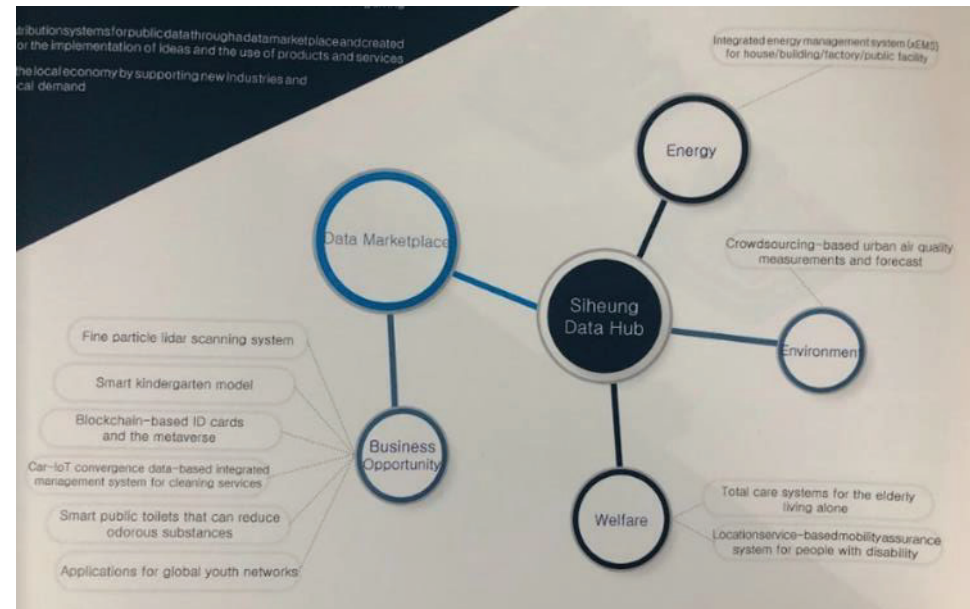 tributionsystemsforpublicdatathroughadatamarketplaceandcreated
or the implementation of ideas and the use of products and services
the local economy by supporting new industries and
cal demand
Integrated energy management system (xEMS)
for house/building/factory/public facility
Energy
Data Marketplace
Crowdsourcing-based urban air quality
measurements and forecast
Siheung
Data Hub
Environment
Fine particle lidar scanning system
Smart kindergarten model
Blockchain-based ID cards
and the metaverse
Car-IoT convergence data-based integrated
management system for cleaning services
Smart public toilets that can reduce
odorous substances
Applications for global youth networks
Business
Opportunity
Welfare
Total care systems for the elderly
living alone
Locationservice-basedmobilityassurance
system for people with disability